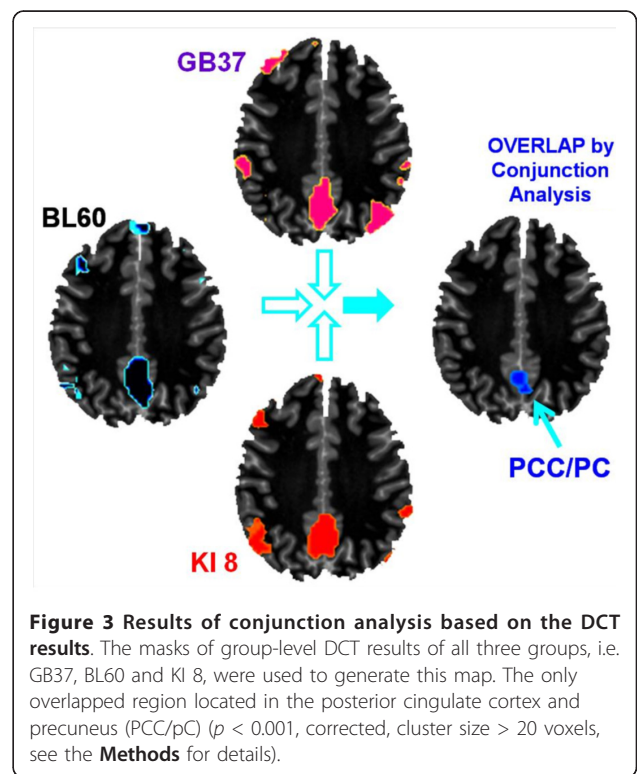 GB37
OVERLAP by
Conjunction
Analysis
BL60
PCC/PC
KI 8
Figure 3 Results of conjunction analysis based on the DCT
results. The masks of group-level DCT results of all three groups, i.e.
GB37, BL60 and KI 8, were used to generate this map. The only
overlapped region located in the posterior cingulate cortex and
precuneus (PCC/pC) (p < 0.001, corrected, cluster size > 20 voxels,
see the Methods for details).